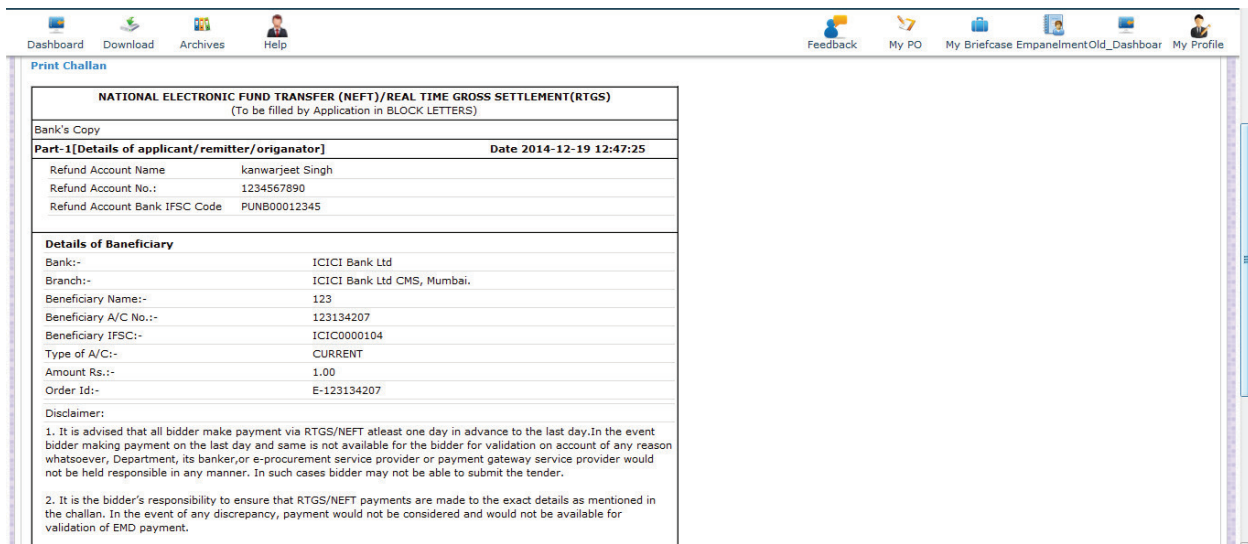 Dashboard Download Archives Help Feedback My PO My Briefcase Empanelment Old_Dashboar My Profile
Print Challan
NATIONAL ELECTRONIC FUND TRANSFER (NEFT)/REAL TIME GROSS SETTLEMENT(RTGS)
(To be filled by Application in BLOCK LETTERS)
Bank's Copy
Part-1[Details of applicant/remitter/origanator] Date 2014-12-19 12:47:25
Refund Account Name kanwarjeet Singh
Refund Account No.: 1234567890
Refund Account Bank IFSC Code PUNB00012345
Details of Baneficiary
Bank:- ICICI Bank Ltd
Branch:- ICICI Bank Ltd CMS, Mumbai.
Beneficiary Name:- 123
Beneficiary A/C No.:- 123134207
Beneficiary IFSC:- ICIC0000104
Type of A/C:- CURRENT
Amount Rs.:- 1.00
Order Id:- E-123134207
Disclaimer:
1. It is advised that all bidder make payment via RTGS/NEFT atleast one day in advance to the last day.In the event
bidder making payment on the last day and same is not available for the bidder for validation on account of any reason
whatsoever, Department, its banker,or e-procurement service provider or payment gateway service provider would
not be held responsible in any manner. In such cases bidder may not be able to submit the tender.
2. It is the bidder's responsibility to ensure that RTGS/NEFT payments are made to the exact details as mentioned in
the challan. In the event of any discrepancy, payment would not be considered and would not be available for
validation of EMD payment.